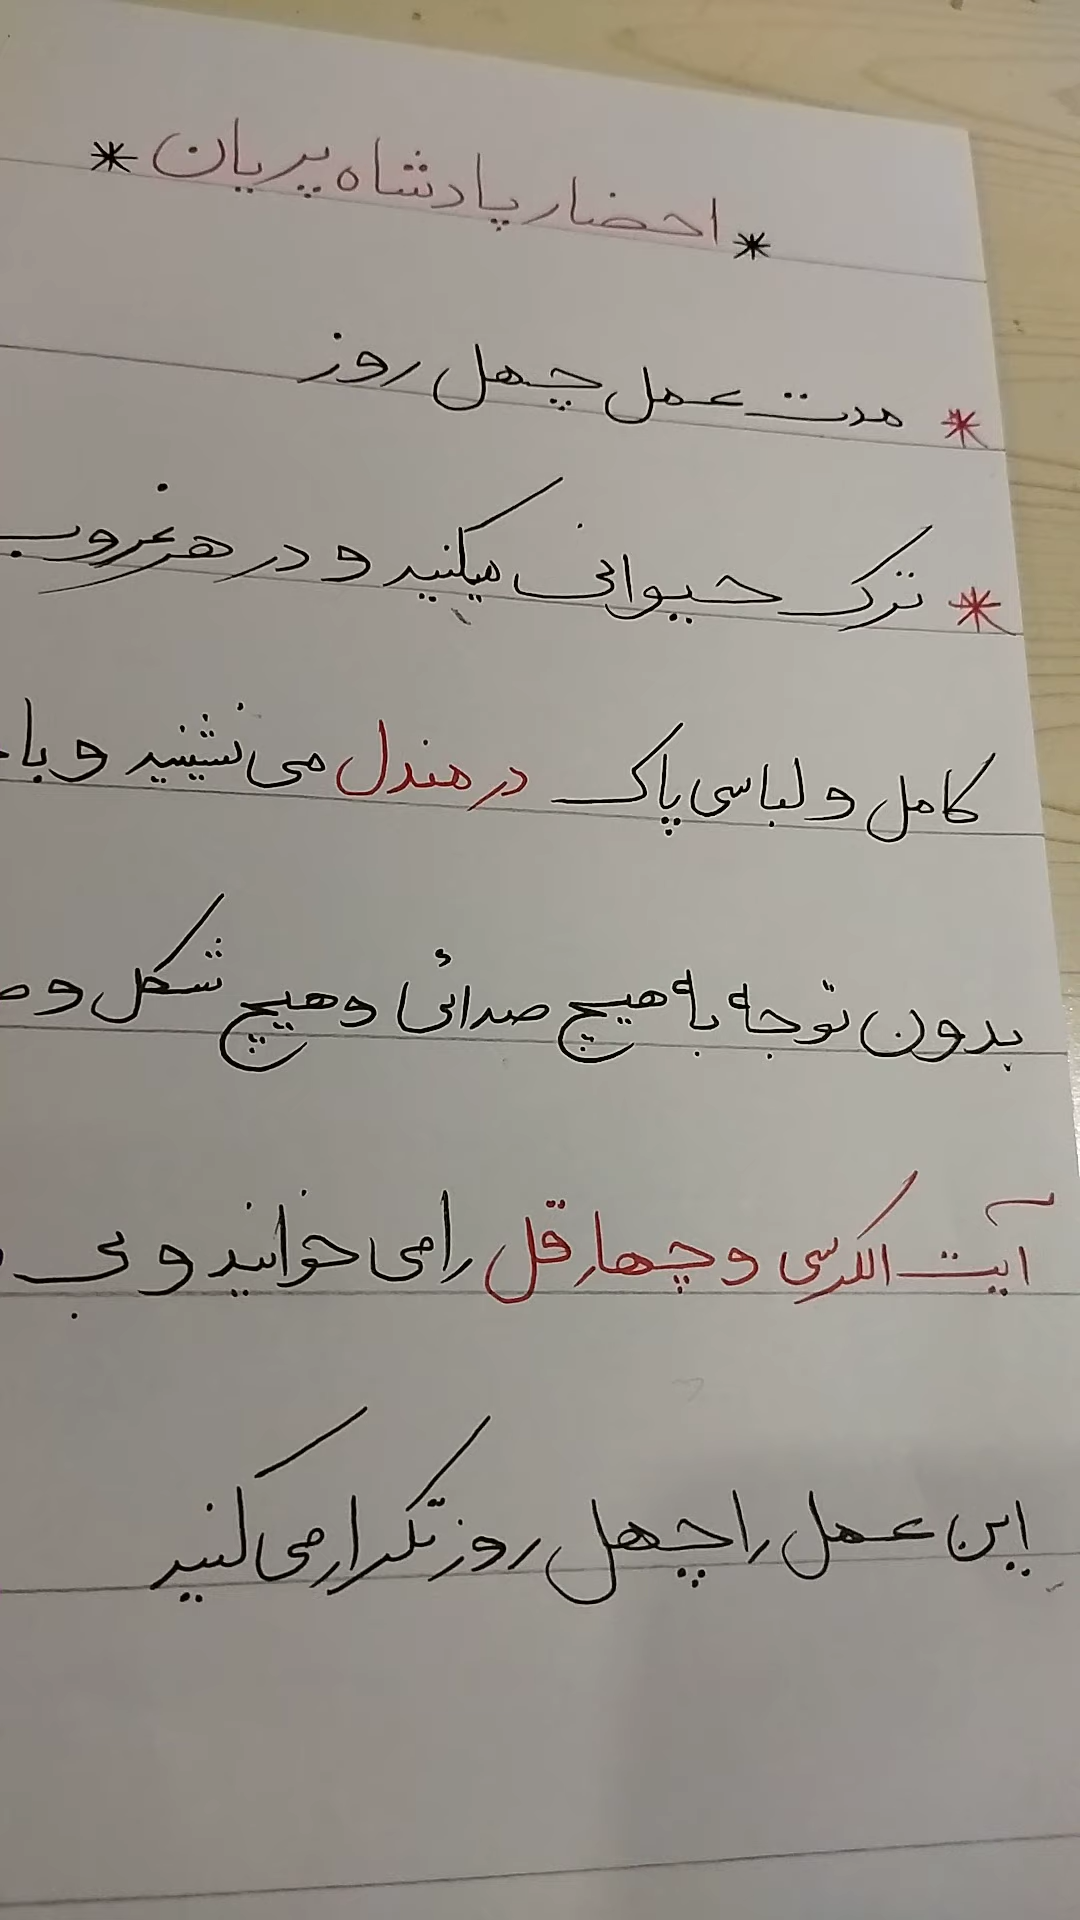 * احضار پادشاه پریان *
* مدت عمل چهل روز
* ترک حیوانی میکنید و در هر غروب
کامل و لباسی پاک در مندل می نشینید و با
بدون توجه به هیچ صدائی و هیچ شکل و
آیت الکرسی و چهار قل را می خوانید و
این عمل را چهل روز تکرار می کنید